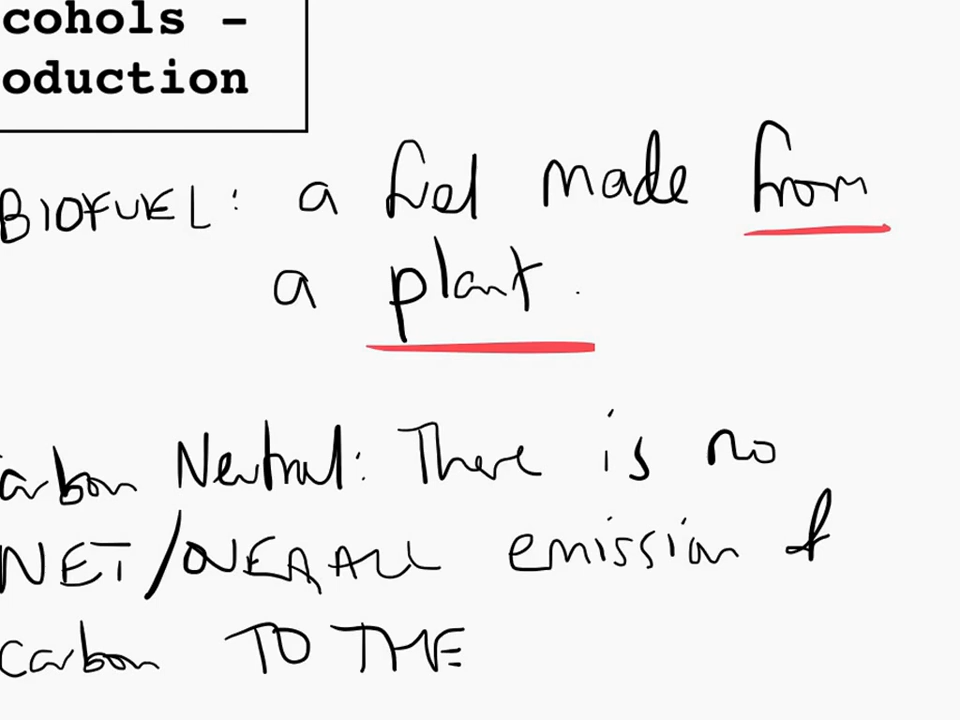 cohols -
oduction
BIOFUEL: a fuel made from
a plant.
arbon Neutral: There is no
NET/OVERALL emission of
carbon TO THE